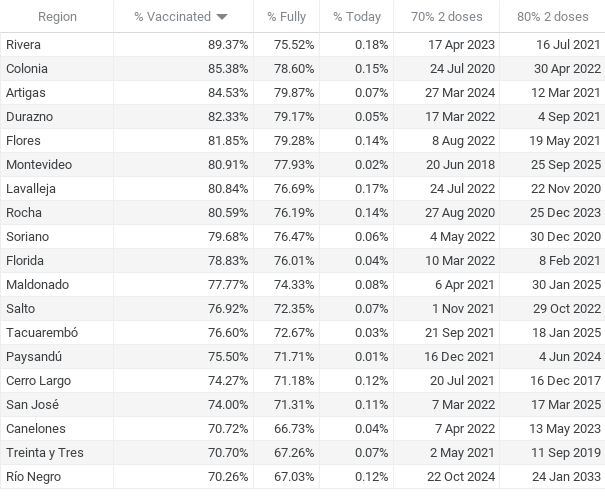 Region % Vaccinated % Fully % Today 70% 2 doses 80% 2 doses
Rivera 89.37% 75.52% 0.18% 17 Apr 2023 16 Jul 2021
Colonia 85.38% 78.60% 0.15% 24 Jul 2020 30 Apr 2022
Artigas 84.53% 79.87% 0.07% 27 Mar 2024 12 Mar 2021
Durazno 82.33% 79.17% 0.05% 17 Mar 2022 4 Sep 2021
Flores 81.85% 79.28% 0.14% 8 Aug 2022 19 May 2021
Montevideo 80.91% 77.93% 0.02% 20 Jun 2018 25 Sep 2025
Lavalleja 80.84% 76.69% 0.17% 24 Jul 2022 22 Nov 2020
Rocha 80.59% 76.19% 0.14% 27 Aug 2020 25 Dec 2023
Soriano 79.68% 76.47% 0.06% 4 May 2022 30 Dec 2020
Florida 78.83% 76.01% 0.04% 10 Mar 2022 8 Feb 2021
Maldonado 77.77% 74.33% 0.08% 6 Apr 2021 30 Jan 2025
Salto 76.92% 72.35% 0.07% 1 Nov 2021 29 Oct 2022
Tacuarembó 76.60% 72.67% 0.03% 21 Sep 2021 18 Jan 2025
Paysandú 75.50% 71.71% 0.01% 16 Dec 2021 4 Jun 2024
Cerro Largo 74.27% 71.18% 0.12% 20 Jul 2021 16 Dec 2017
San José 74.00% 71.31% 0.11% 7 Mar 2022 17 Mar 2025
Canelones 70.72% 66.73% 0.04% 7 Apr 2022 13 May 2023
Treinta y Tres 70.70% 67.26% 0.07% 2 May 2021 11 Sep 2019
Río Negro 70.26% 67.03% 0.12% 22 Oct 2024 24 Jan 2033